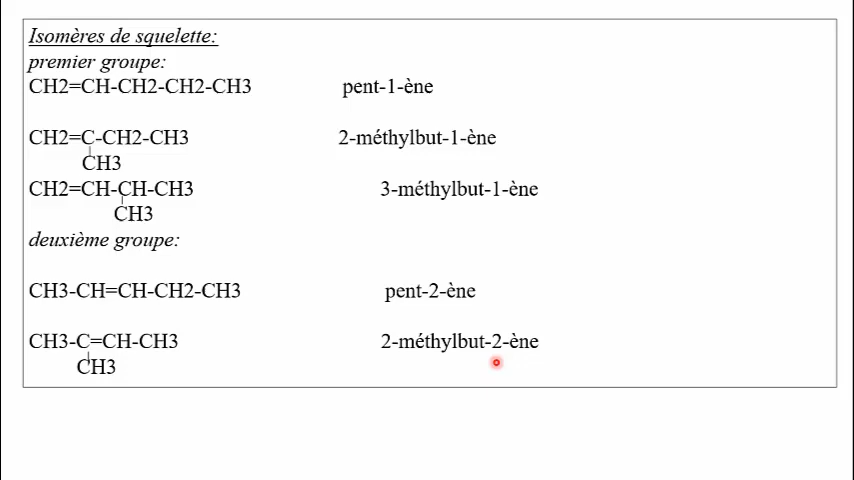 Isomères de squelette:
premier groupe:
CH2=CH-CH2-CH2-CH3 pent-1-ène
CH2=C-CH2-CH3 2-méthylbut-1-ène
CH3
CH2=CH-CH-CH3 3-méthylbut-1-ène
CH3
deuxième groupe:
CH3-CH=CH-CH2-CH3 pent-2-ène
CH3-C=CH-CH3 2-méthylbut-2-ène
CH3